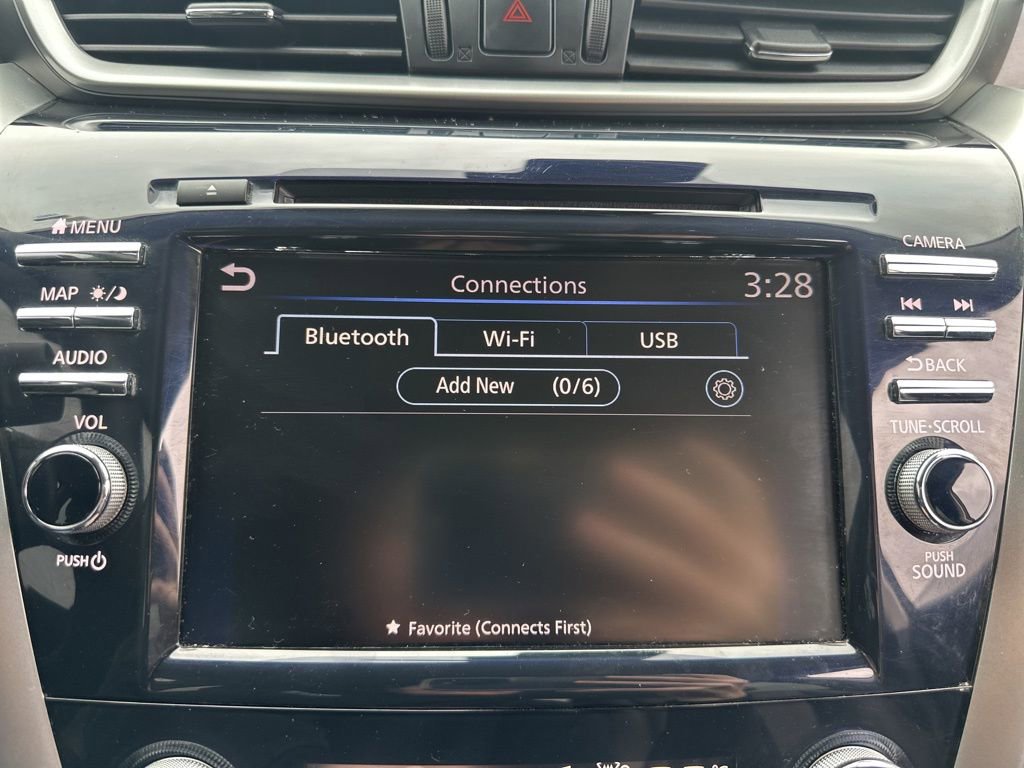 MENU
CAMERA
Connections
3:28
MAP
AUDIO
Bluetooth
Wi-Fi
USB
BACK
Add New (0/6)
VOL
TUNE·SCROLL
PUSH
PUSH
SOUND
Favorite (Connects First)